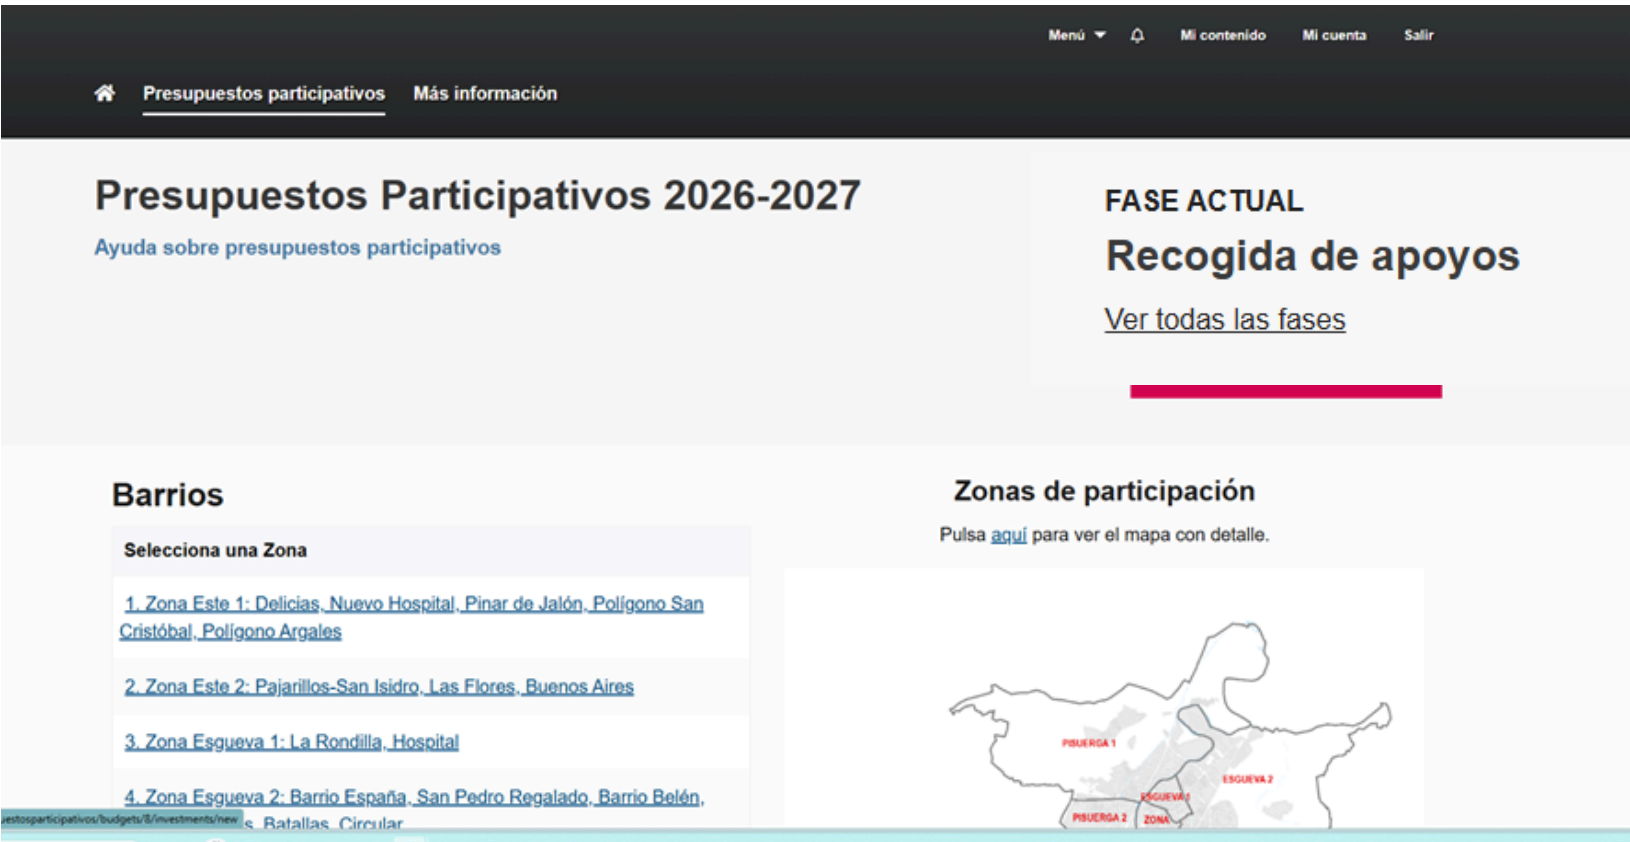 Menú Mi contenido Mi cuenta Salir
Presupuestos participativos Más información
Presupuestos Participativos 2026-2027
Ayuda sobre presupuestos participativos
FASE ACTUAL
Recogida de apoyos
Ver todas las fases
Barrios
Selecciona una Zona
1. Zona Este 1: Delicias, Nuevo Hospital, Pinar de Jalón, Polígono San
Cristóbal, Polígono Argales
2. Zona Este 2: Pajarillos-San Isidro, Las Flores, Buenos Aires
3. Zona Esgueva 1: La Rondilla, Hospital
4. Zona Esgueva 2: Barrio España, San Pedro Regalado, Barrio Belén,
s, Batallas, Circular
uestosparticipativos/budgets/8/investments/new
Zonas de participación
Pulsa aquí para ver el mapa con detalle.
PISUERGA 1
ESGUEVA 2
ESGUEVA 1
PISUERGA 2
ZONA